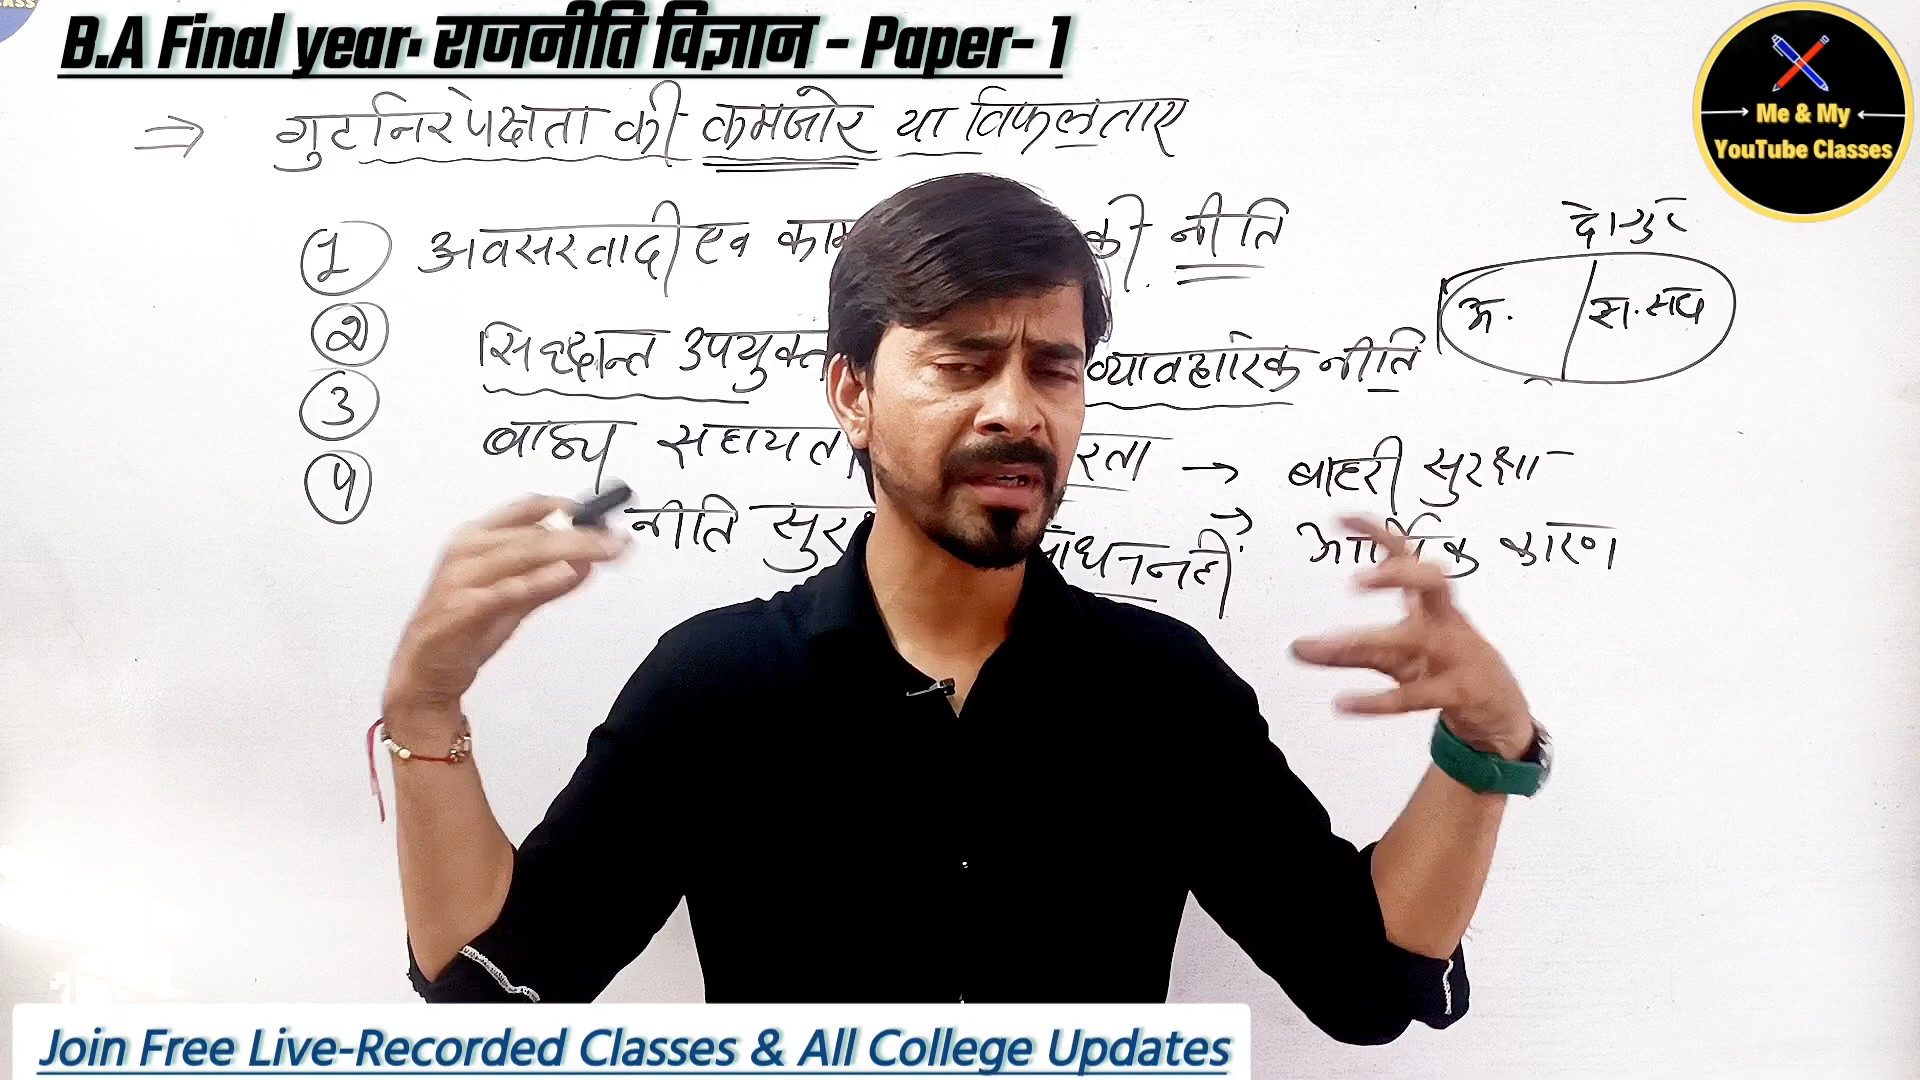 B.A Final year. राजनीति विज्ञान - Paper- 1
⇒ गुटनिरपेक्षता की कमजोर या विफलताए
① अवसरवादी एव काम की नीति
② सिद्धान्त उपयुक्त व्यावहारिक नीति
③ बाह्य सहायता रता → बाहरी सुरक्षा
④ नीति सुर नही → आर्थिक कारण
दो गुट
अ. स. संघ
Me & My
YouTube Classes
Join Free Live-Recorded Classes & All College Updates